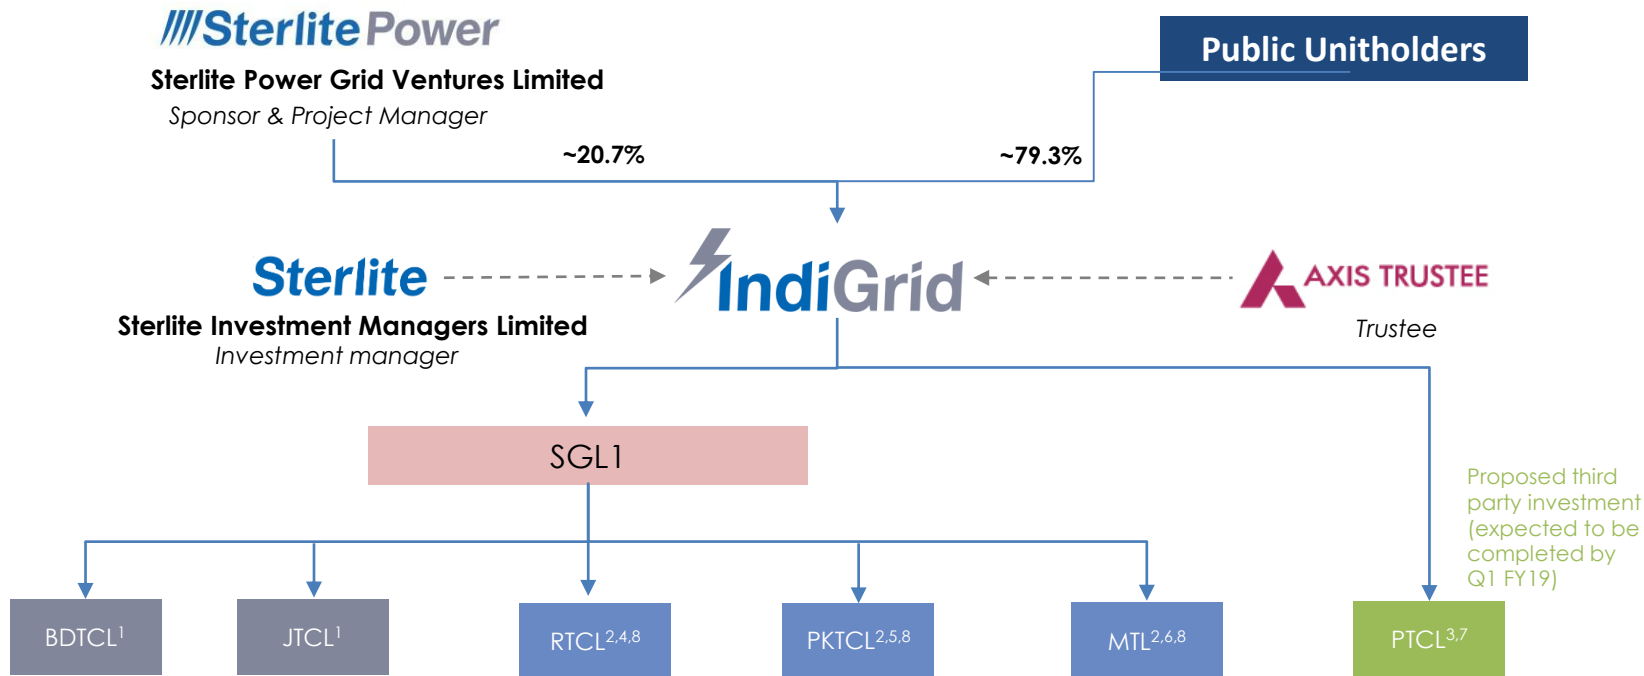 Sterlite Power
Public Unitholders
Sterlite Power Grid Ventures Limited
Sponsor & Project Manager
~20.7%
~79.3%
Sterlite
IndiGrid
AXIS TRUSTEE
Sterlite Investment Managers Limited
Investment manager
Trustee
SGL1
Proposed third
party investment
(expected to be
completed by
Q1 FY19)
BDTCL¹
JTCL¹
RTCL²,⁴,⁸
PKTCL²,⁵,⁸
MTL²,⁶,⁸
PTCL³,⁷